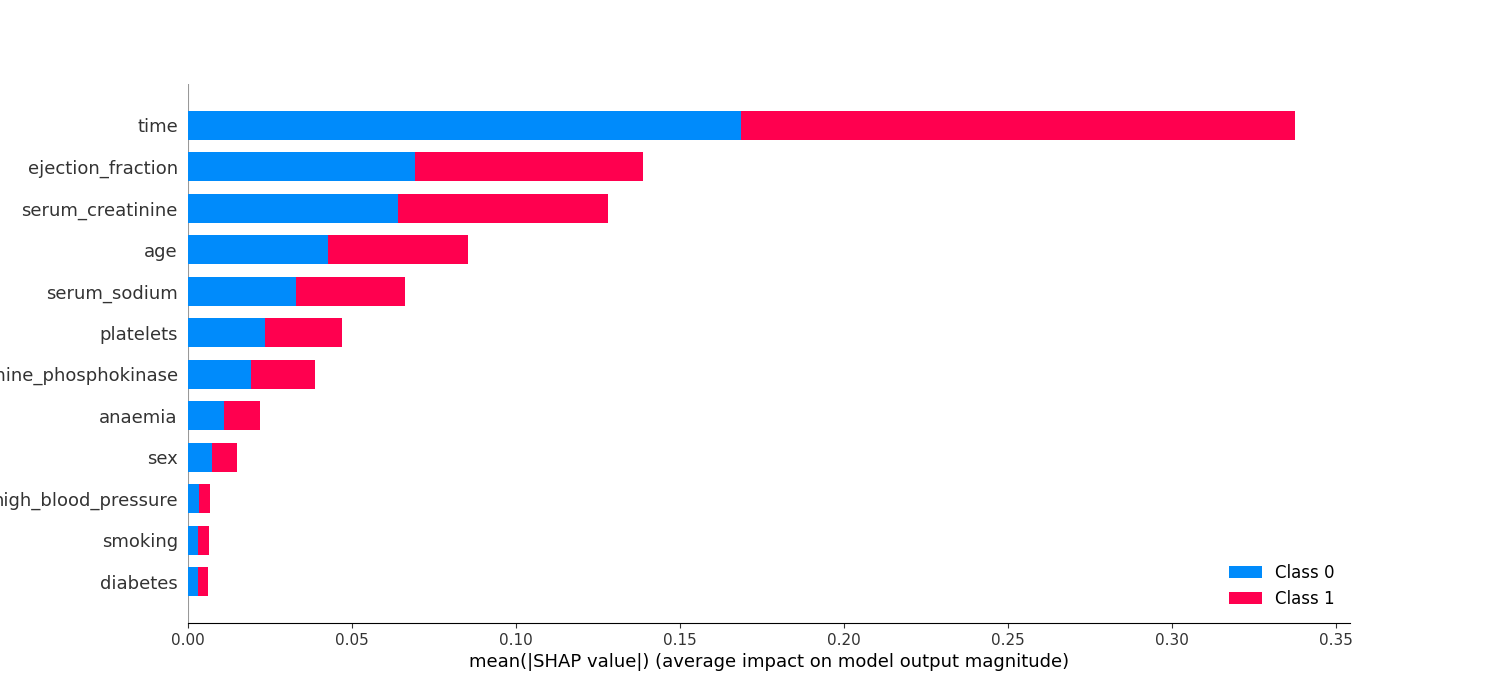 time
ejection_fraction
serum_creatinine
age
serum_sodium
platelets
nine_phosphokinase
anaemia
sex
high_blood_pressure
smoking
diabetes
Class 0
Class 1
0.00 0.05 0.10 0.15 0.20 0.25 0.30 0.35
mean(|SHAP value|) (average impact on model output magnitude)